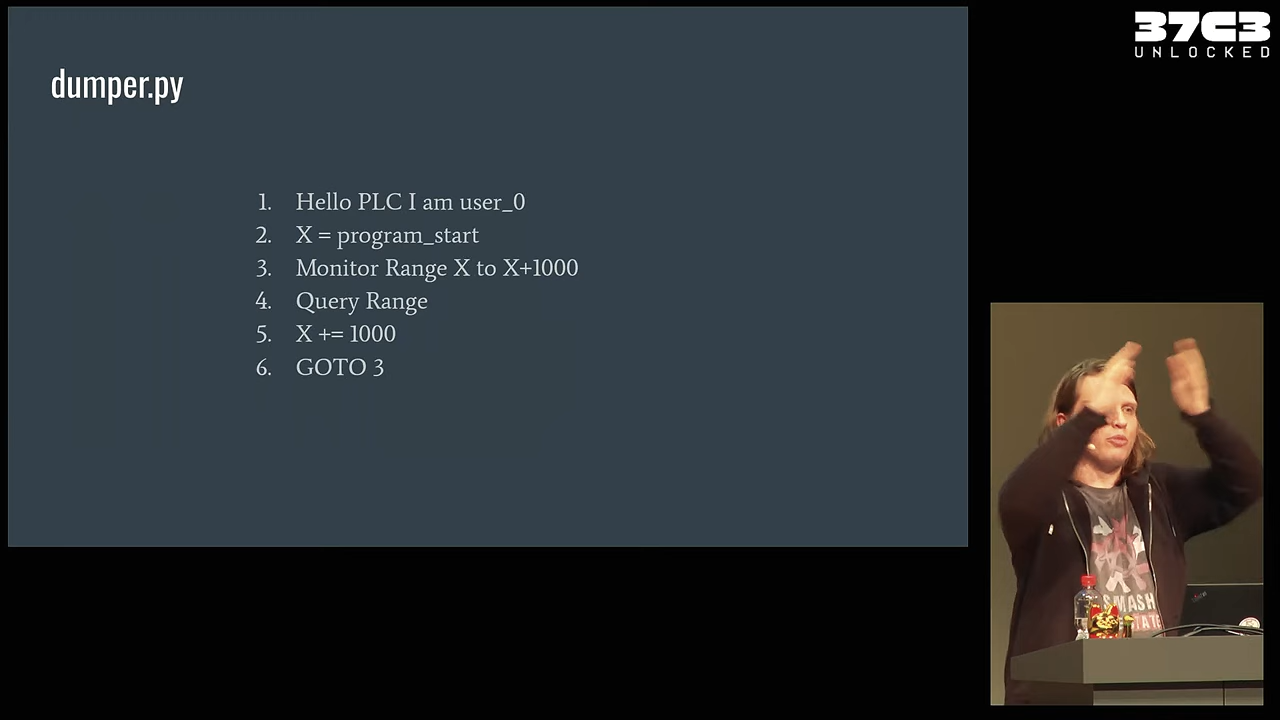 37C3
UNLOCKED
dumper.py
1. Hello PLC I am user_0
2. X = program_start
3. Monitor Range X to X+1000
4. Query Range
5. X += 1000
6. GOTO 3
SMASH